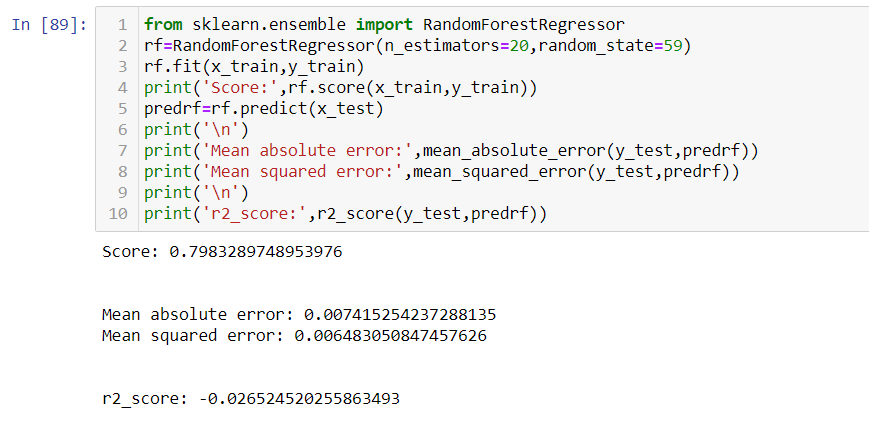 In [89]:
1 from sklearn.ensemble import RandomForestRegressor
2 rf=RandomForestRegressor(n_estimators=20,random_state=59)
3 rf.fit(x_train,y_train)
4 print('Score:',rf.score(x_train,y_train))
5 predrf=rf.predict(x_test)
6 print('\n')
7 print('Mean absolute error:',mean_absolute_error(y_test,predrf))
8 print('Mean squared error:',mean_squared_error(y_test,predrf))
9 print('\n')
10 print('r2_score:',r2_score(y_test,predrf))
Score: 0.7983289748953976
Mean absolute error: 0.007415254237288135
Mean squared error: 0.006483050847457626
r2_score: -0.026524520255863493